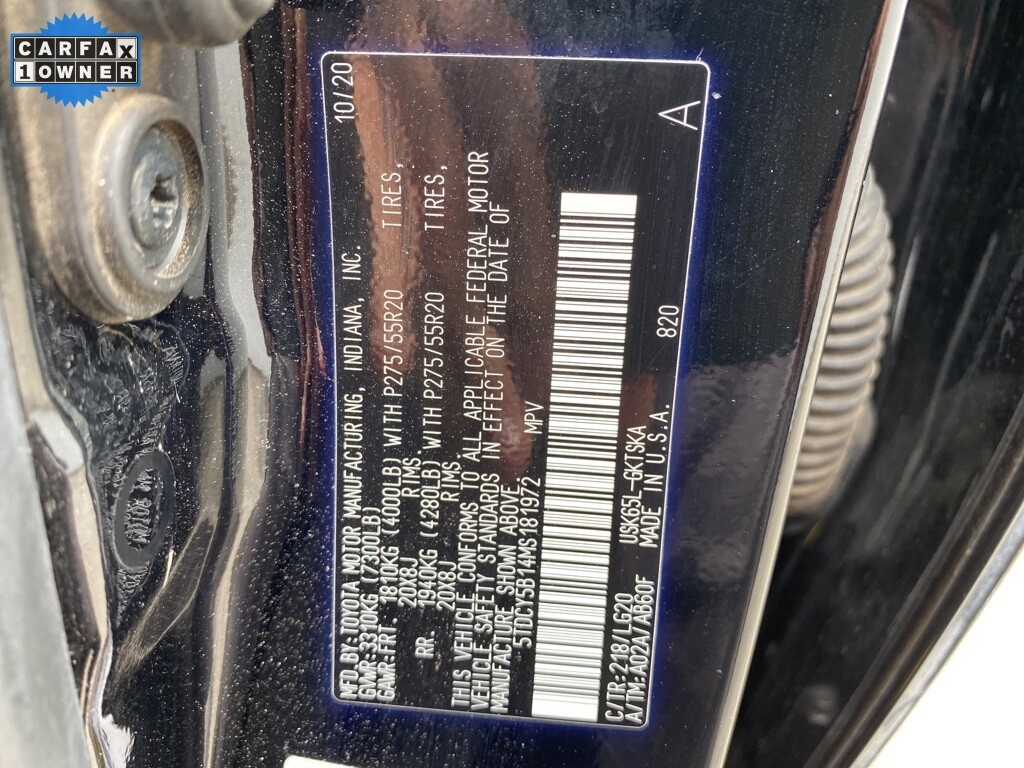 CARFAX
1 OWNER
MFD.BY:TOYOTA MOTOR MANUFACTURING, INDIANA, INC. 10/20
GVWR 3310KG (7300LB)
GAWR-FRT. 1810KG (4000LB) WITH P275/55R20 TIRES,
20X8J RIMS
RR. 1940KG (4280LB) WITH P275/55R20 TIRES,
20X8J RIMS
THIS VEHICLE CONFORMS TO ALL APPLICABLE FEDERAL MOTOR
VEHICLE SAFETY STANDARDS IN EFFECT ON THE DATE OF
MANUFACTURE SHOWN ABOVE.
5TDCY5B14MS181972 MPV
C/TR:218/LG20 USK65L-GKTSKA
A/TM:A02A/AB60F MADE IN U.S.A. 820 A